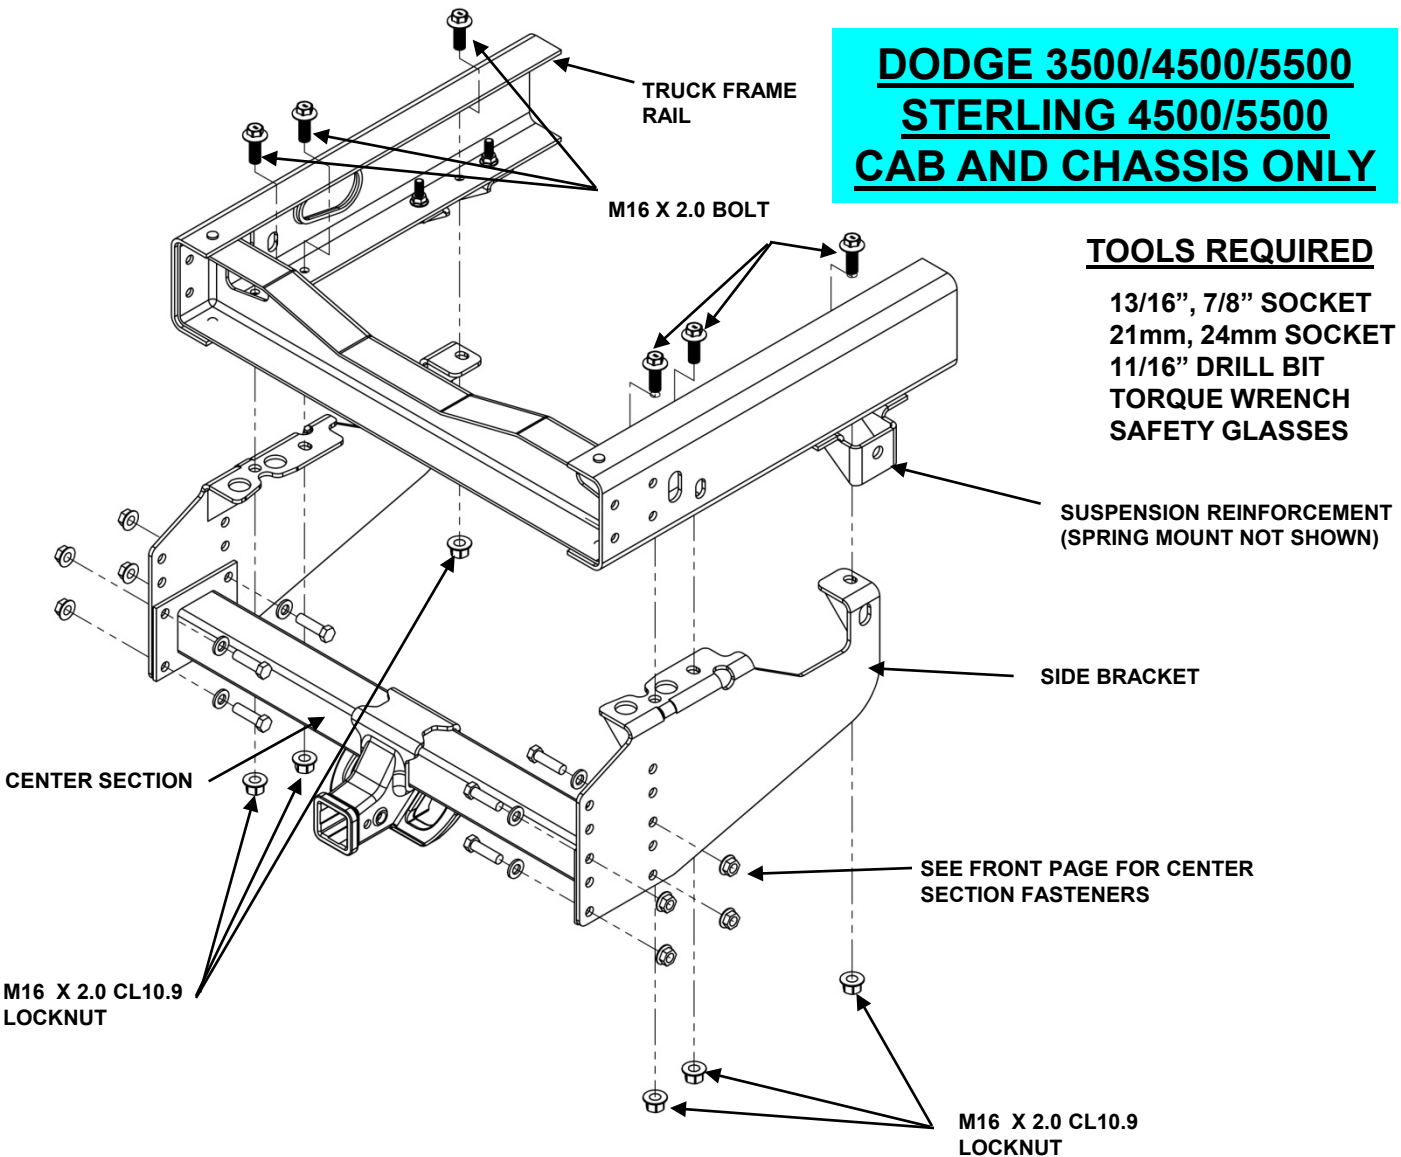 DODGE 3500/4500/5500
STERLING 4500/5500
CAB AND CHASSIS ONLY
TRUCK FRAME
RAIL
M16 X 2.0 BOLT
TOOLS REQUIRED
13/16”, 7/8” SOCKET
21mm, 24mm SOCKET
11/16” DRILL BIT
TORQUE WRENCH
SAFETY GLASSES
SUSPENSION REINFORCEMENT
(SPRING MOUNT NOT SHOWN)
SIDE BRACKET
CENTER SECTION
SEE FRONT PAGE FOR CENTER
SECTION FASTENERS
M16  X 2.0 CL10.9
LOCKNUT
M16  X 2.0 CL10.9
LOCKNUT